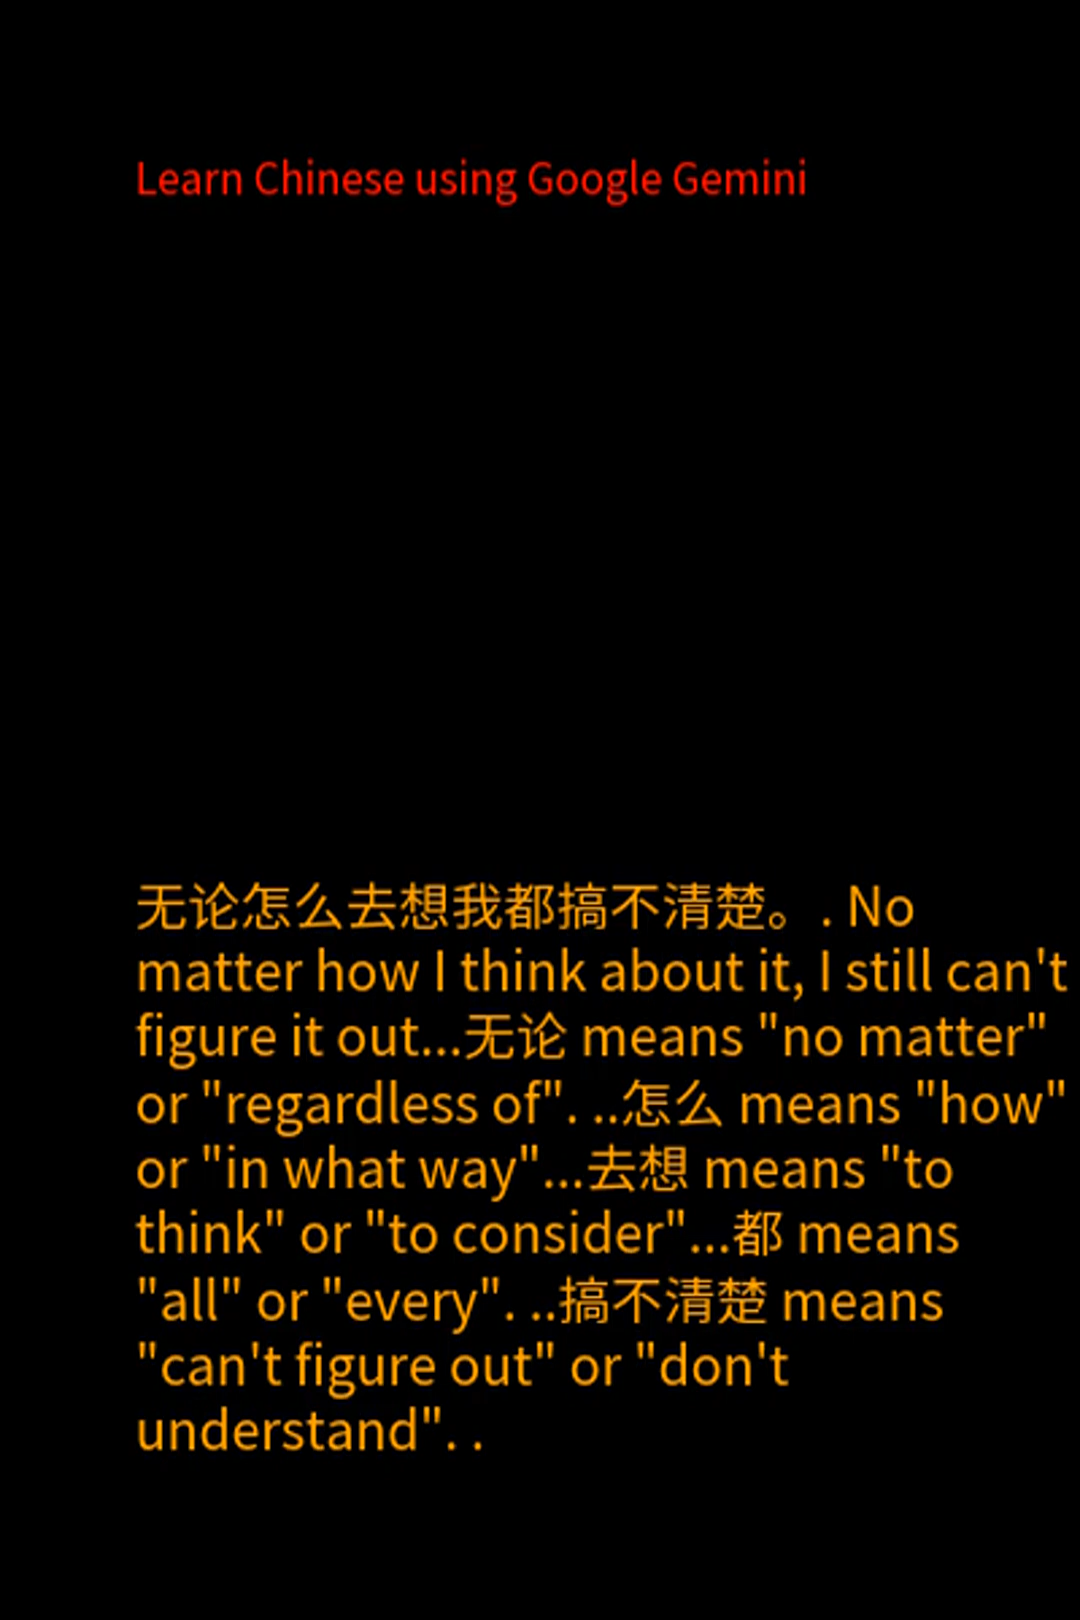 Learn Chinese using Google Gemini
无论怎么去想我都搞不清楚。. No
matter how I think about it, I still can't
figure it out...无论 means "no matter"
or "regardless of". ..怎么 means "how"
or "in what way"...去想 means "to
think" or "to consider"...都 means
"all" or "every". ..搞不清楚 means
"can't figure out" or "don't
understand". .